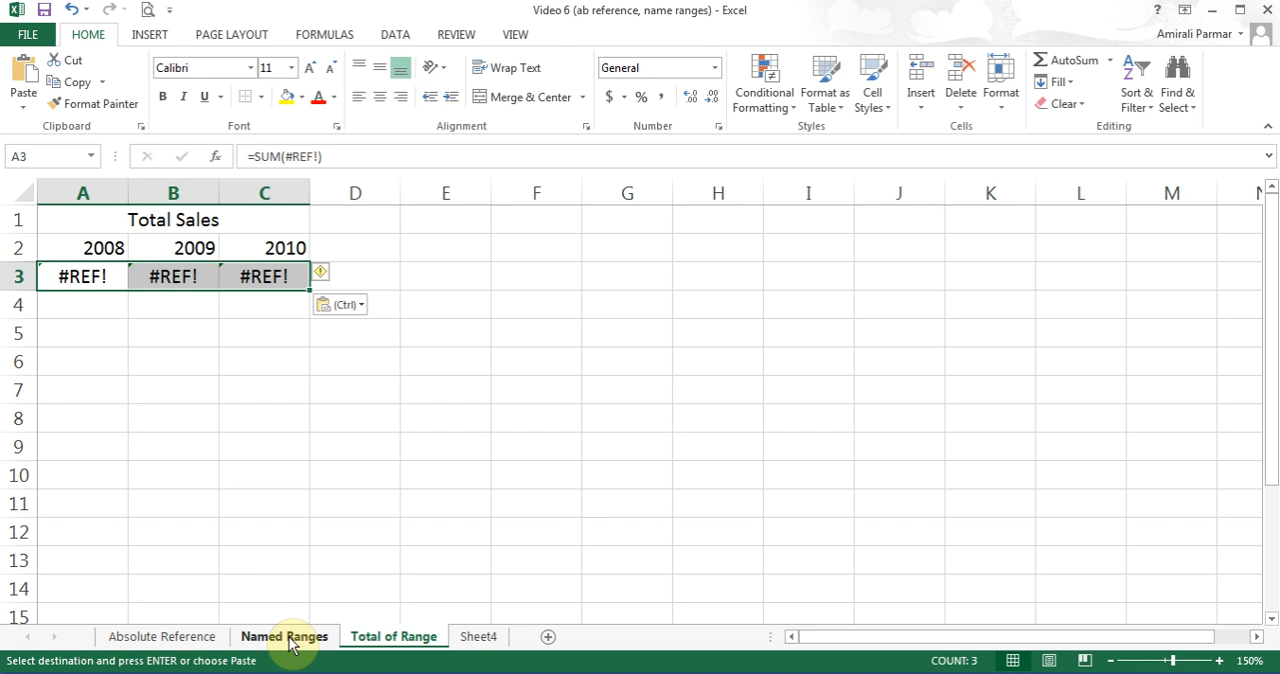 Video 6 (ab reference, name ranges) - Excel
FILE HOME INSERT PAGE LAYOUT FORMULAS DATA REVIEW VIEW Amirali Parmar
Paste
Cut
Copy
Format Painter
Clipboard
Calibri 11
B I U
Font
Wrap Text
Merge & Center
Alignment
General
$ % ,
Number
Conditional Formatting
Format as Table
Cell Styles
Styles
Insert
Delete
Format
Cells
AutoSum
Fill
Clear
Sort & Filter
Find & Select
Editing
A3 fx =SUM(#REF!)
A B C D E F G H I J K L M
1 Total Sales
2 2008 2009 2010
3 #REF! #REF! #REF!
4 (Ctrl)
5
6
7
8
9
10
11
12
13
14
15
Absolute Reference Named Ranges Total of Range Sheet4
Select destination and press ENTER or choose Paste COUNT: 3 150%